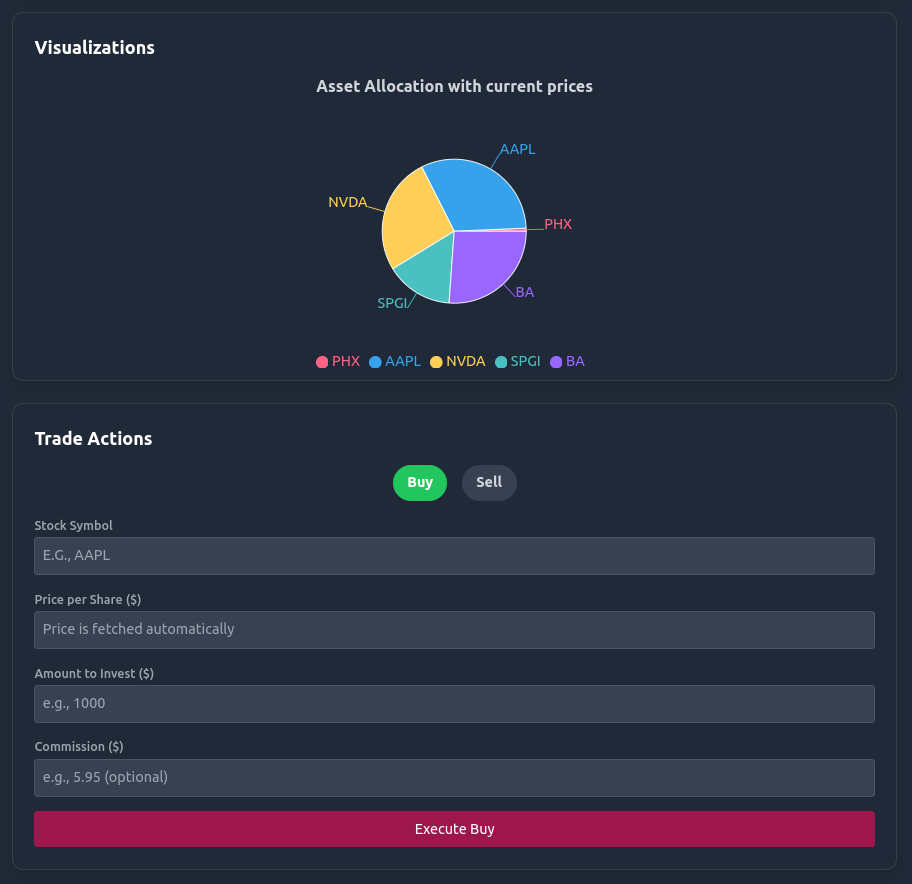 Visualizations
Asset Allocation with current prices
AAPL
NVDA
PHX
BA
SPGI
PHX AAPL NVDA SPGI BA
Trade Actions
Buy Sell
Stock Symbol
E.G., AAPL
Price per Share ($)
Price is fetched automatically
Amount to Invest ($)
e.g., 1000
Commission ($)
e.g., 5.95 (optional)
Execute Buy